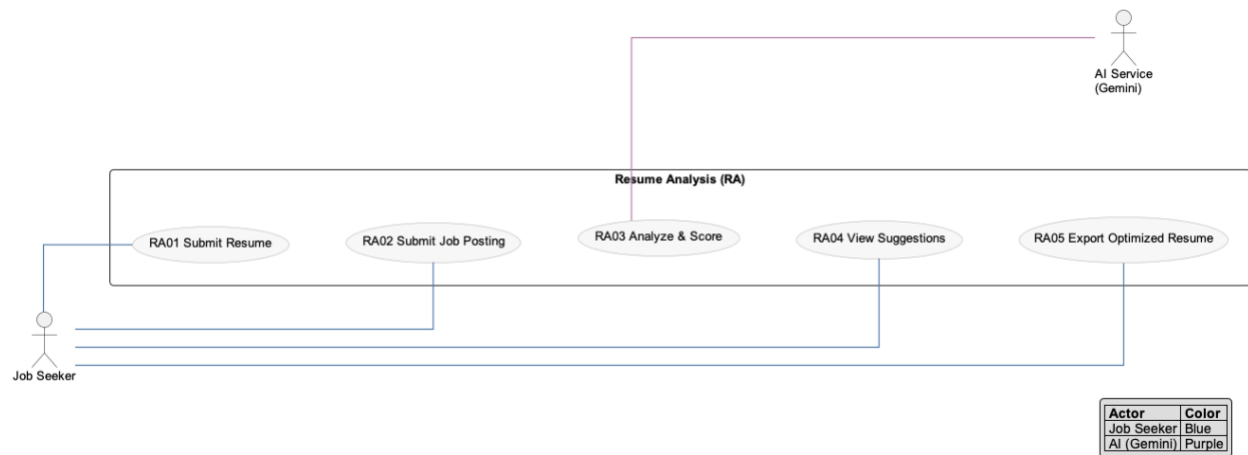 AI Service
(Gemini)
Resume Analysis (RA)
RA01 Submit Resume
RA02 Submit Job Posting
RA03 Analyze & Score
RA04 View Suggestions
RA05 Export Optimized Resume
Job Seeker
Actor Color
Job Seeker Blue
AI (Gemini) Purple